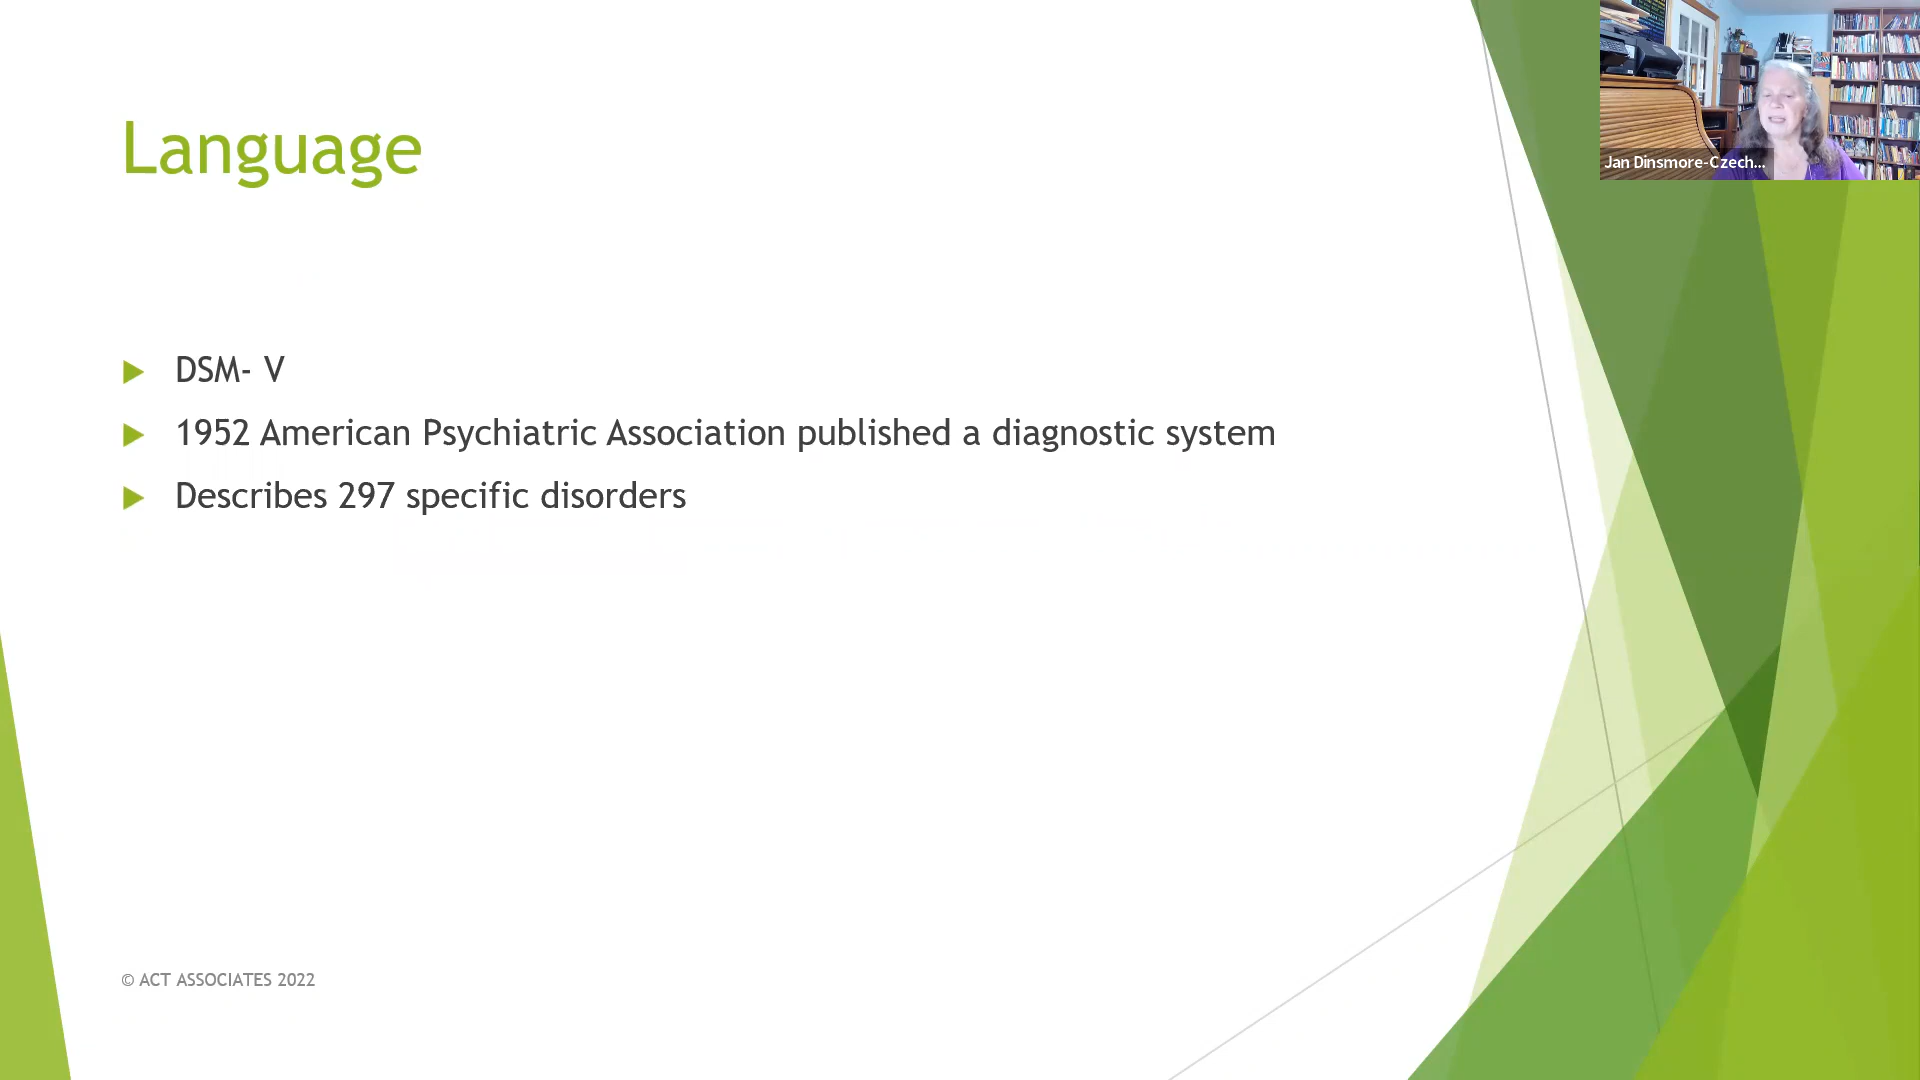 Language
DSM- V
1952 American Psychiatric Association published a diagnostic system
Describes 297 specific disorders
© ACT ASSOCIATES 2022
Jan Dinsmore-Czech...